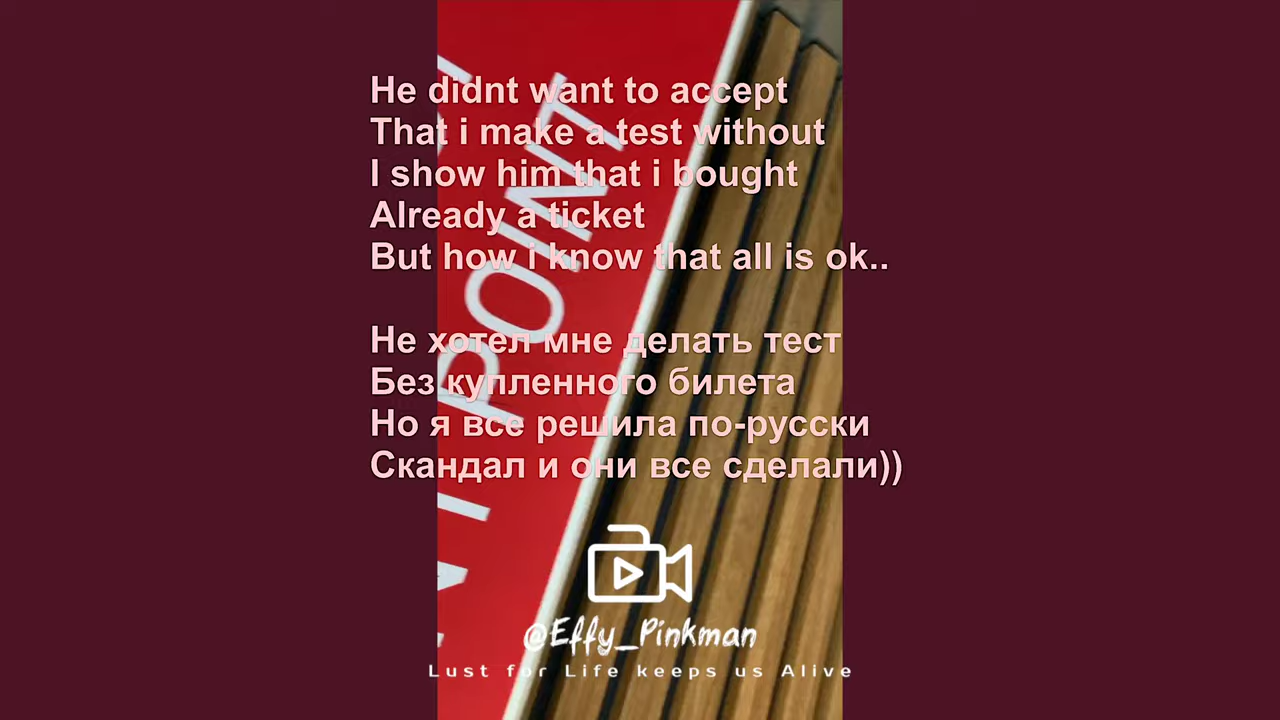 He didnt want to accept
That i make a test without
I show him that i bought
Already a ticket
But how i know that all is ok..
Не хотел мне делать тест
Без купленного билета
Но я все решила по-русски
Скандал и они все сделали))
POINT
@Effy_Pinkman
Lust for Life keeps us Alive